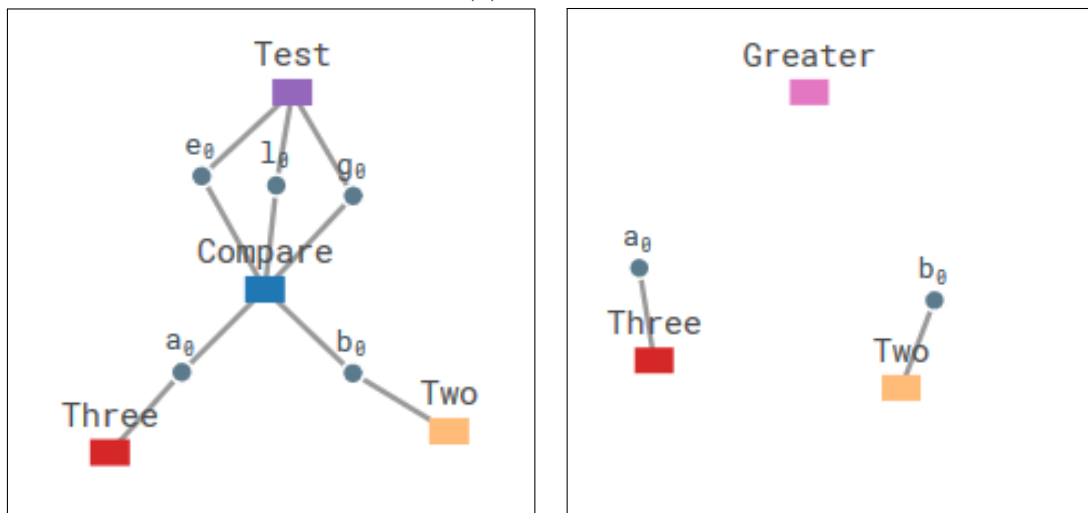 Test
e₀
l₀
g₀
Compare
a₀
b₀
Three
Two
Greater
a₀
b₀
Three
Two